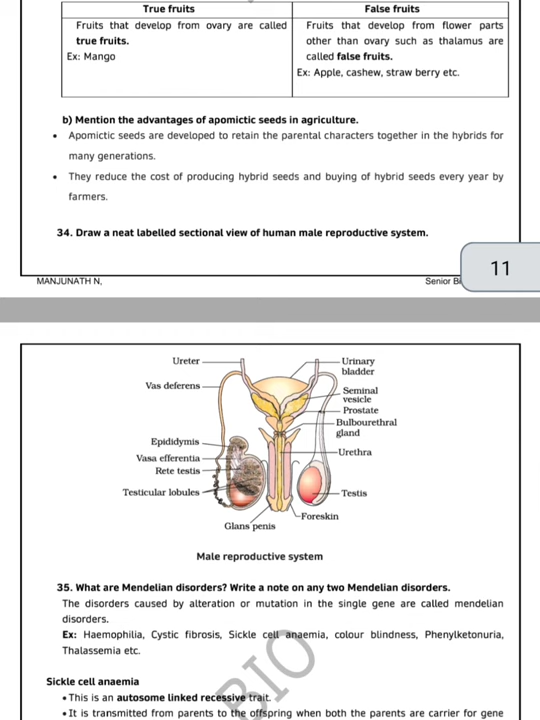 True fruits
False fruits
Fruits that develop from ovary are called
true fruits.
Ex: Mango
Fruits that develop from flower parts
other than ovary such as thalamus are
called false fruits.
Ex: Apple, cashew, straw berry etc.
b) Mention the advantages of apomictic seeds in agriculture.
• Apomictic seeds are developed to retain the parental characters together in the hybrids for
many generations.
• They reduce the cost of producing hybrid seeds and buying of hybrid seeds every year by
farmers.
34. Draw a neat labelled sectional view of human male reproductive system.
11
MANJUNATH N,
Senior Bi
Ureter
Urinary
bladder
Vas deferens
Seminal
vesicle
Prostate
Bulbourethral
gland
Epididymis
Urethra
Vasa efferentia
Rete testis
Testicular lobules
Testis
Foreskin
Glans penis
Male reproductive system
35. What are Mendelian disorders? Write a note on any two Mendelian disorders.
The disorders caused by alteration or mutation in the single gene are called mendelian
disorders.
Ex: Haemophilia, Cystic fibrosis, Sickle cell anaemia, colour blindness, Phenylketonuria,
Thalassemia etc.
BIO
Sickle cell anaemia
• This is an autosome linked recessive trait.
• It is transmitted from parents to the offspring when both the parents are carrier for gene